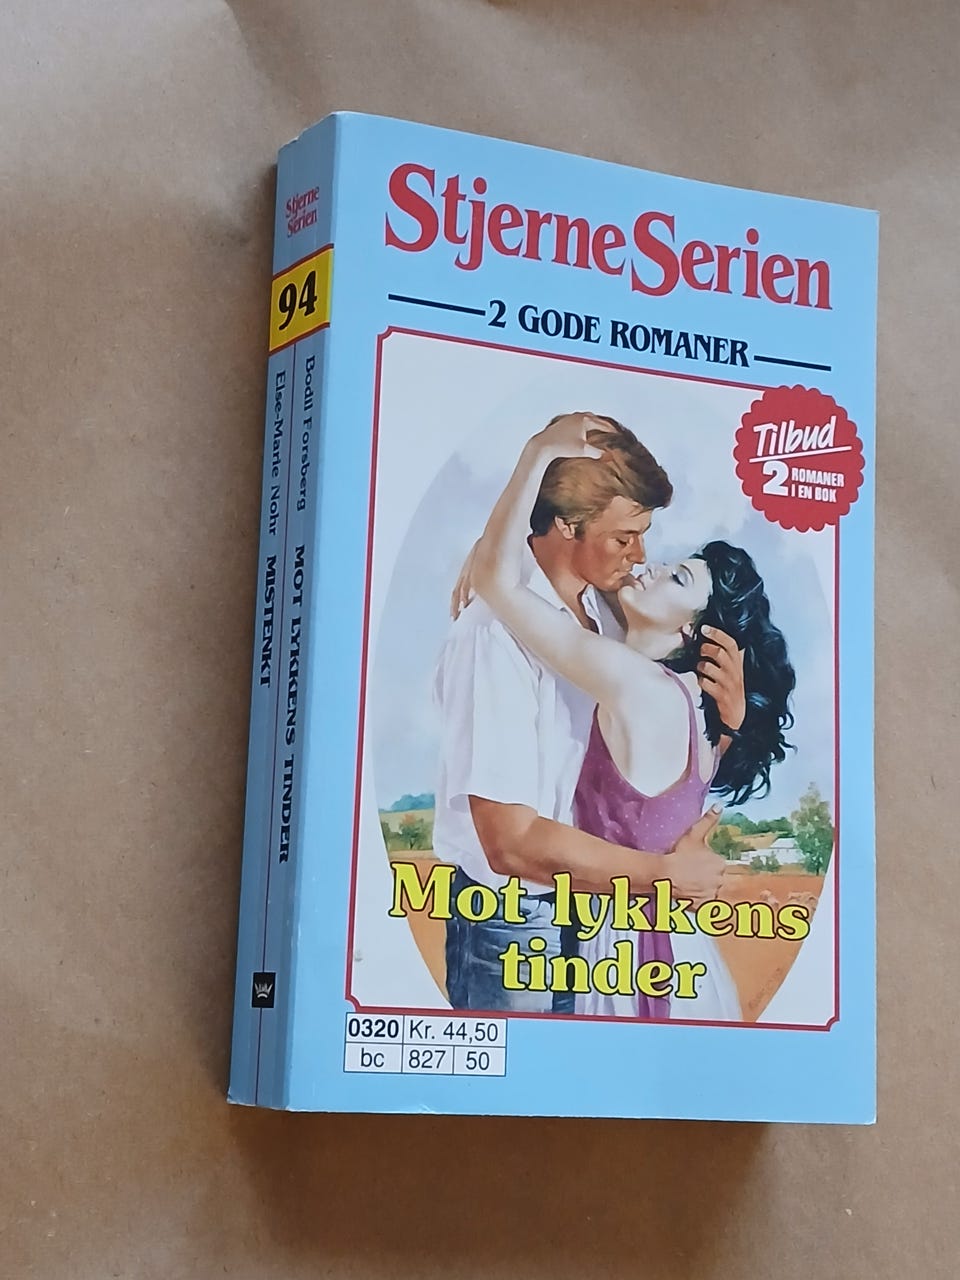 Stjerne
Serien
94
Bodil Forsberg MOT LYKKENS TINDER
Else-Marie Nohr MISTENKT
StjerneSerien
2 GODE ROMANER
Tilbud
2 ROMANER
I EN BOK
Mot lykkens
tinder
0320 Kr. 44,50
bc 827 50